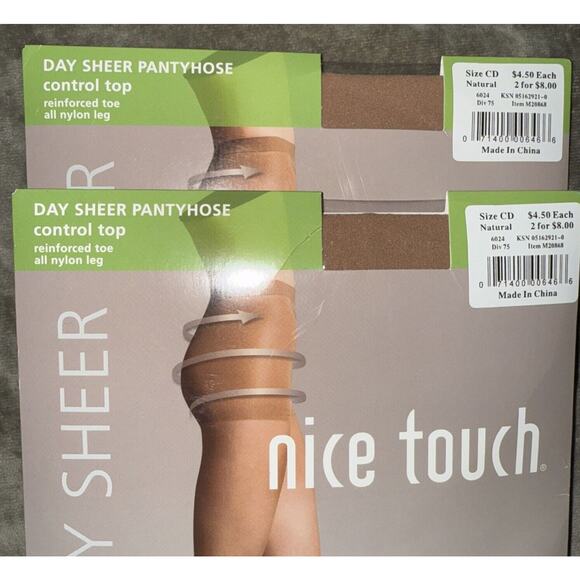 DAY SHEER PANTYHOSE
control top
reinforced toe
all nylon leg
Size CD $4.50 Each
Natural 2 for $8.00
6024 KSN 05162921-0
Div 75 Item M20868
0 71400 00646 6
Made In China
R
DAY SHEER PANTYHOSE
control top
reinforced toe
all nylon leg
Size CD $4.50 Each
Natural 2 for $8.00
6024 KSN 05162921-0
Div 75 Item M20868
0 71400 00646 6
Made In China
Y SHEER
nice touch®